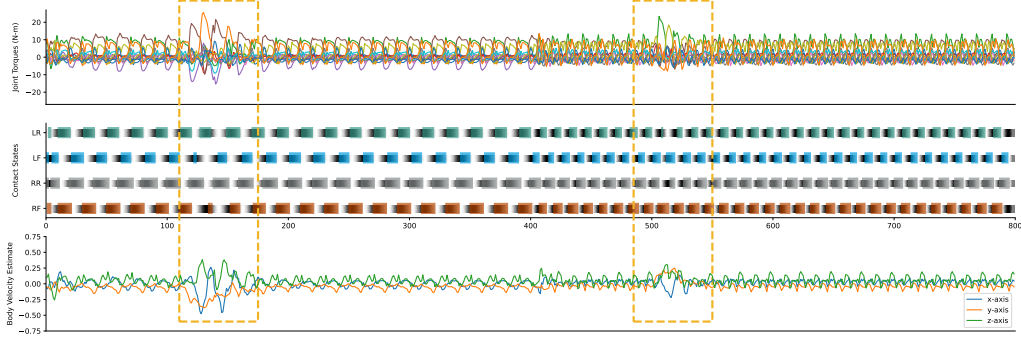 Joint Torques (N-m)
10
0
−10
−20
Contact States
LR
LF
RR
RF
0
100
200
300
400
500
600
700
800
Body Velocity Estimate
0.75
0.50
0.25
0.00
−0.25
−0.50
−0.75
x-axis
y-axis
z-axis